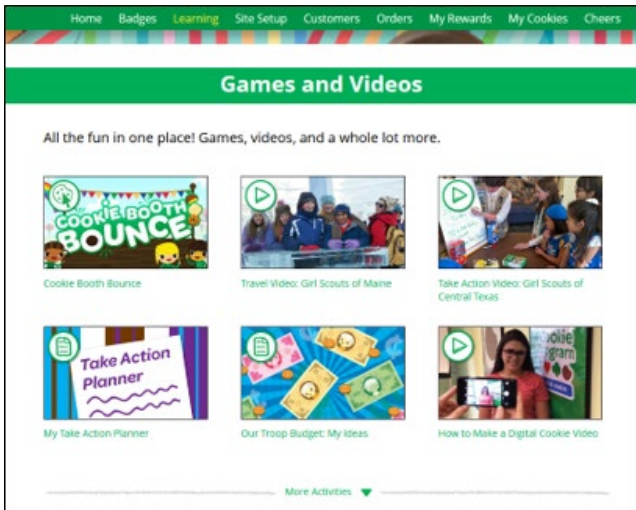 Home Badges Learning Site Setup Customers Orders My Rewards My Cookies Cheers
Games and Videos
All the fun in one place! Games, videos, and a whole lot more.
COOKIE BOOTH
BOUNCE
Cookie Booth Bounce
Travel Video: Girl Scouts of Maine
Take Action Video: Girl Scouts of
Central Texas
Take Action
Planner
My Take Action Planner
Our Troop Budget: My Ideas
How to Make a Digital Cookie Video
More Activities